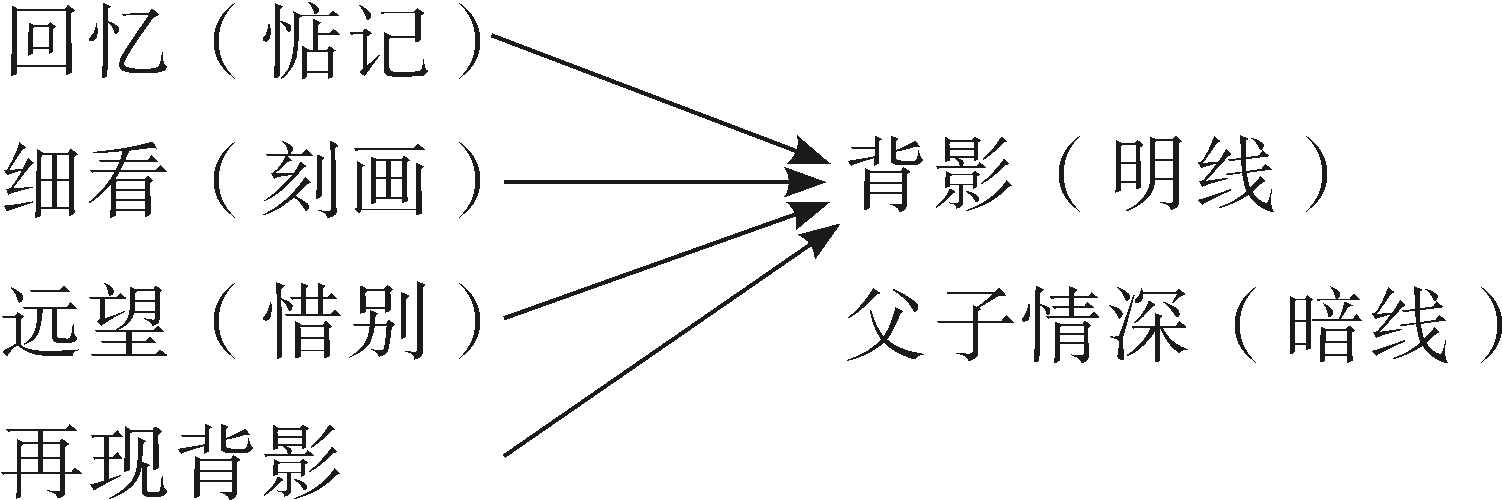 回忆（惦记）
细看（刻画）
远望（惜别）
再现背影
背影（明线）
父子情深（暗线）